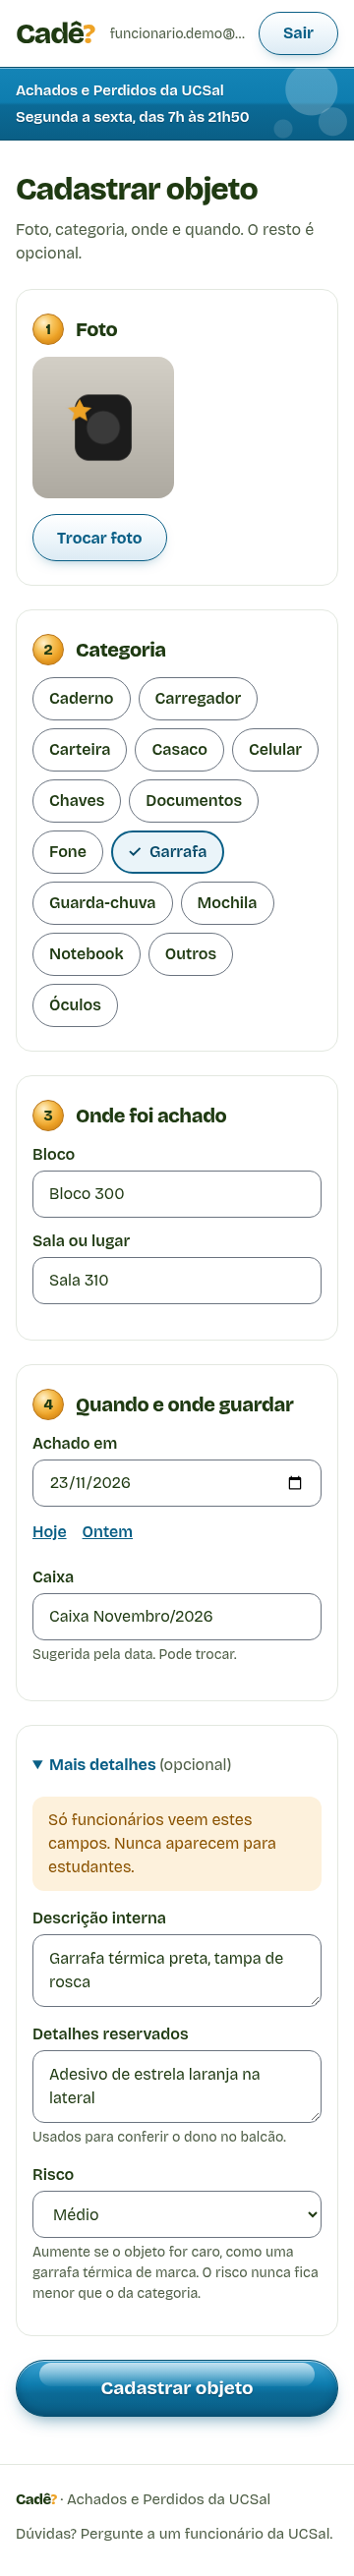 Cadê?
funcionario.demo@...
Sair
Achados e Perdidos da UCSal
Segunda a sexta, das 7h às 21h50
Cadastrar objeto
Foto, categoria, onde e quando. O resto é
opcional.
1 Foto
Trocar foto
2 Categoria
Caderno Carregador
Carteira Casaco Celular
Chaves Documentos
Fone ✓ Garrafa
Guarda-chuva Mochila
Notebook Outros
Óculos
3 Onde foi achado
Bloco
Bloco 300
Sala ou lugar
Sala 310
4 Quando e onde guardar
Achado em
23/11/2026
Hoje Ontem
Caixa
Caixa Novembro/2026
Sugerida pela data. Pode trocar.
▼ Mais detalhes (opcional)
Só funcionários veem estes
campos. Nunca aparecem para
estudantes.
Descrição interna
Garrafa térmica preta, tampa de
rosca
Detalhes reservados
Adesivo de estrela laranja na
lateral
Usados para conferir o dono no balcão.
Risco
Médio
Aumente se o objeto for caro, como uma
garrafa térmica de marca. O risco nunca fica
menor que o da categoria.
Cadastrar objeto
Cadê? · Achados e Perdidos da UCSal
Dúvidas? Pergunte a um funcionário da UCSal.